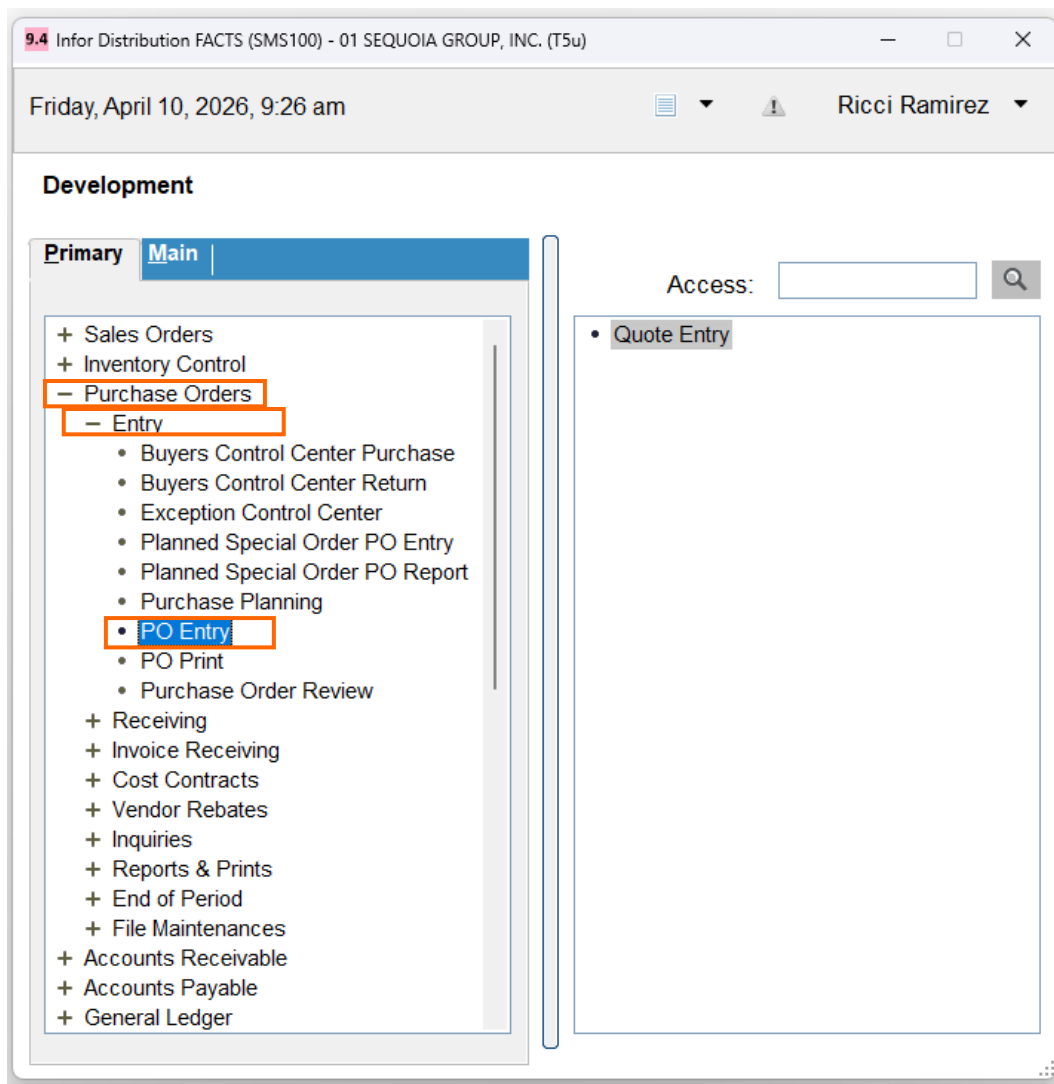 9.4 Infor Distribution FACTS (SMS100) - 01 SEQUOIA GROUP, INC. (T5u)
Friday, April 10, 2026, 9:26 am
Ricci Ramirez
Development
Primary
Main
Access:
+ Sales Orders
+ Inventory Control
− Purchase Orders
− Entry
• Buyers Control Center Purchase
• Buyers Control Center Return
• Exception Control Center
• Planned Special Order PO Entry
• Planned Special Order PO Report
• Purchase Planning
• PO Entry
• PO Print
• Purchase Order Review
+ Receiving
+ Invoice Receiving
+ Cost Contracts
+ Vendor Rebates
+ Inquiries
+ Reports & Prints
+ End of Period
+ File Maintenances
+ Accounts Receivable
+ Accounts Payable
+ General Ledger
• Quote Entry